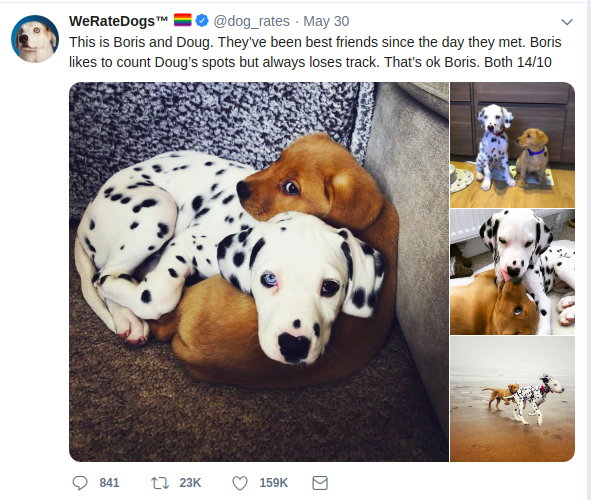 WeRateDogs™ 🏳️‍🌈 @dog_rates · May 30
This is Boris and Doug. They’ve been best friends since the day they met. Boris
likes to count Doug’s spots but always loses track. That’s ok Boris. Both 14/10
841 23K 159K